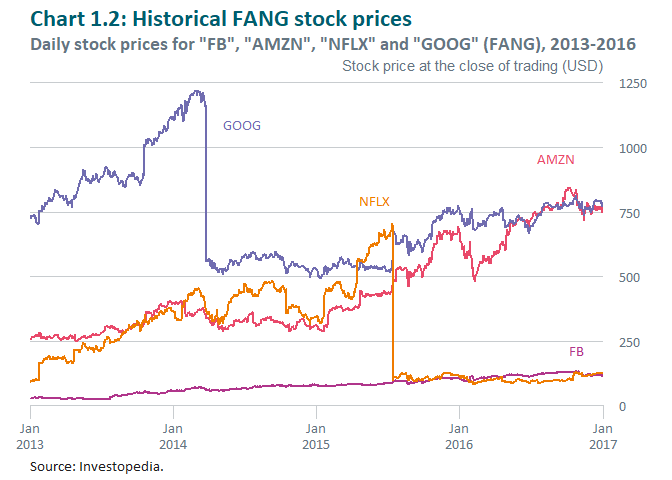 Chart 1.2: Historical FANG stock prices
Daily stock prices for "FB", "AMZN", "NFLX" and "GOOG" (FANG), 2013-2016
Stock price at the close of trading (USD)
1250
GOOG
1000
AMZN
NFLX
750
500
250
FB
0
Jan Jan Jan Jan Jan
2013 2014 2015 2016 2017
Source: Investopedia.